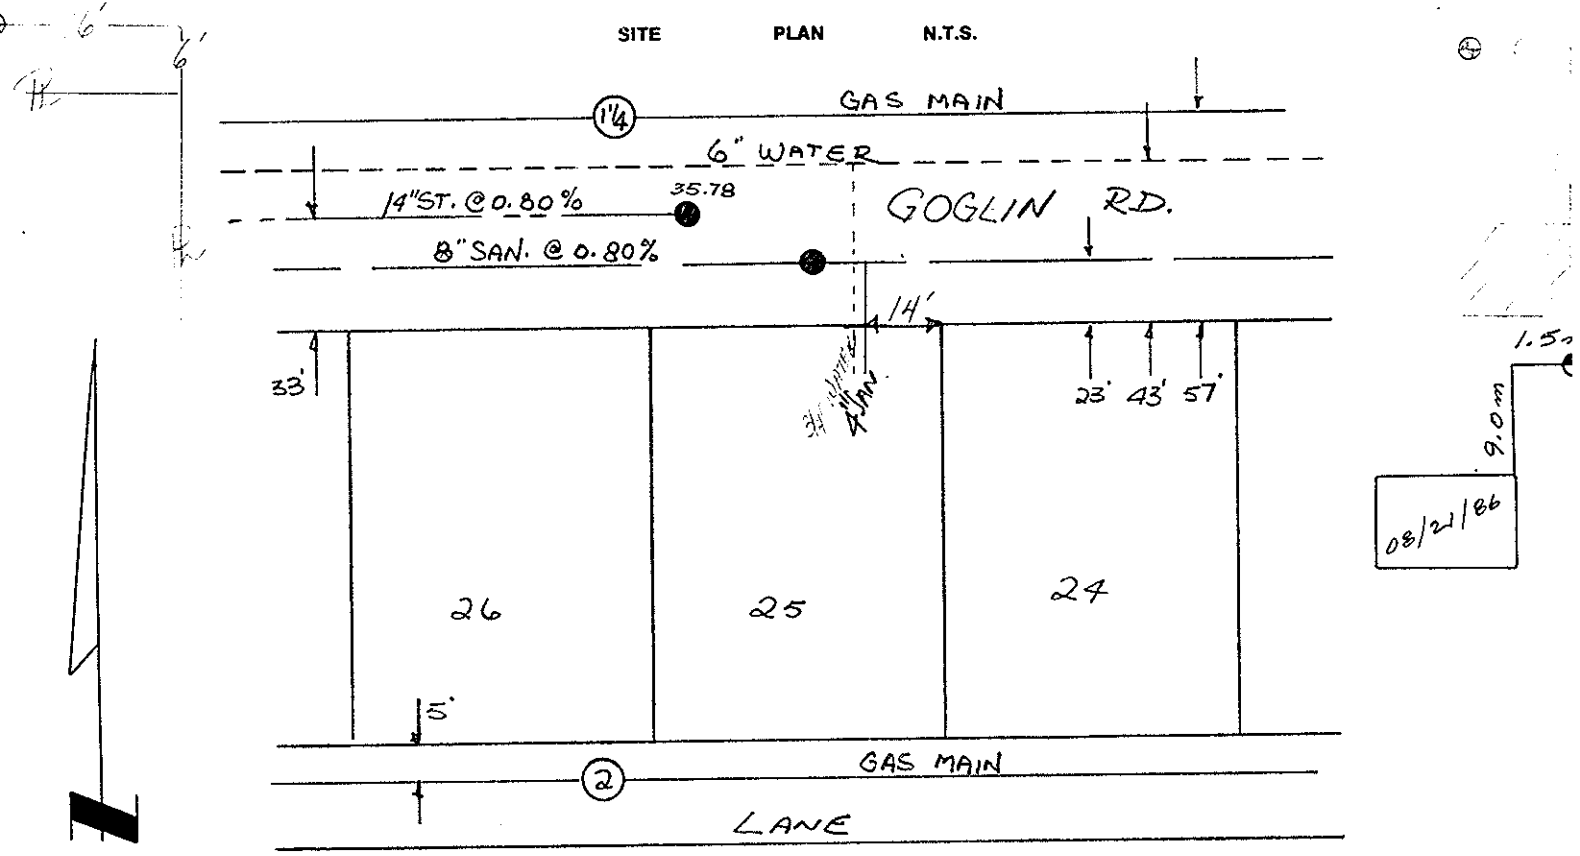 SITE PLAN N.T.S.
6'
6'
PL
1¼
GAS MAIN
6" WATER
14" ST. @ 0.80%
35.78
GOGLIN RD.
8" SAN. @ 0.80%
14'
33'
23' 43' 57'
4" SAN
9.0m
08/21/86
26
25
24
5'
2
GAS MAIN
LANE